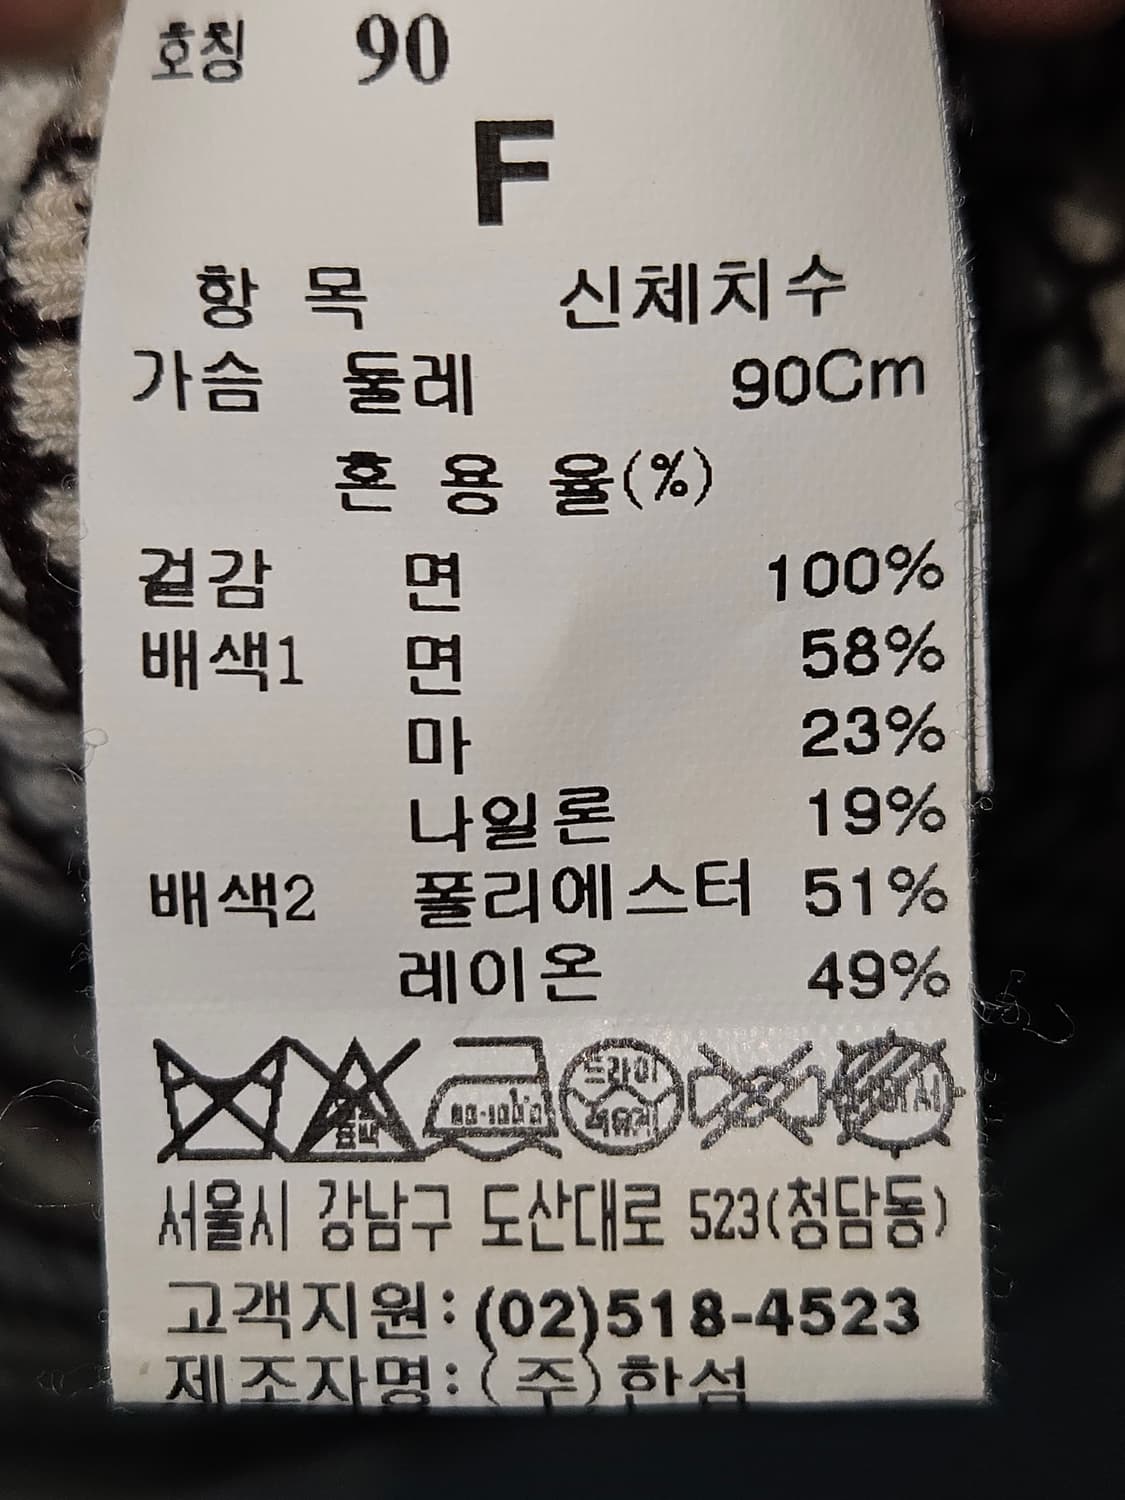 호칭 90
F
항 목 신체치수
가슴 둘레 90Cm
혼 용 율(%)
겉감 면 100%
배색1 면 58%
마 23%
나일론 19%
배색2 폴리에스터 51%
레이온 49%
표백 드라이 석유계
서울시 강남구 도산대로 523(청담동)
고객지원:(02)518-4523
제조자명:(주)한섬